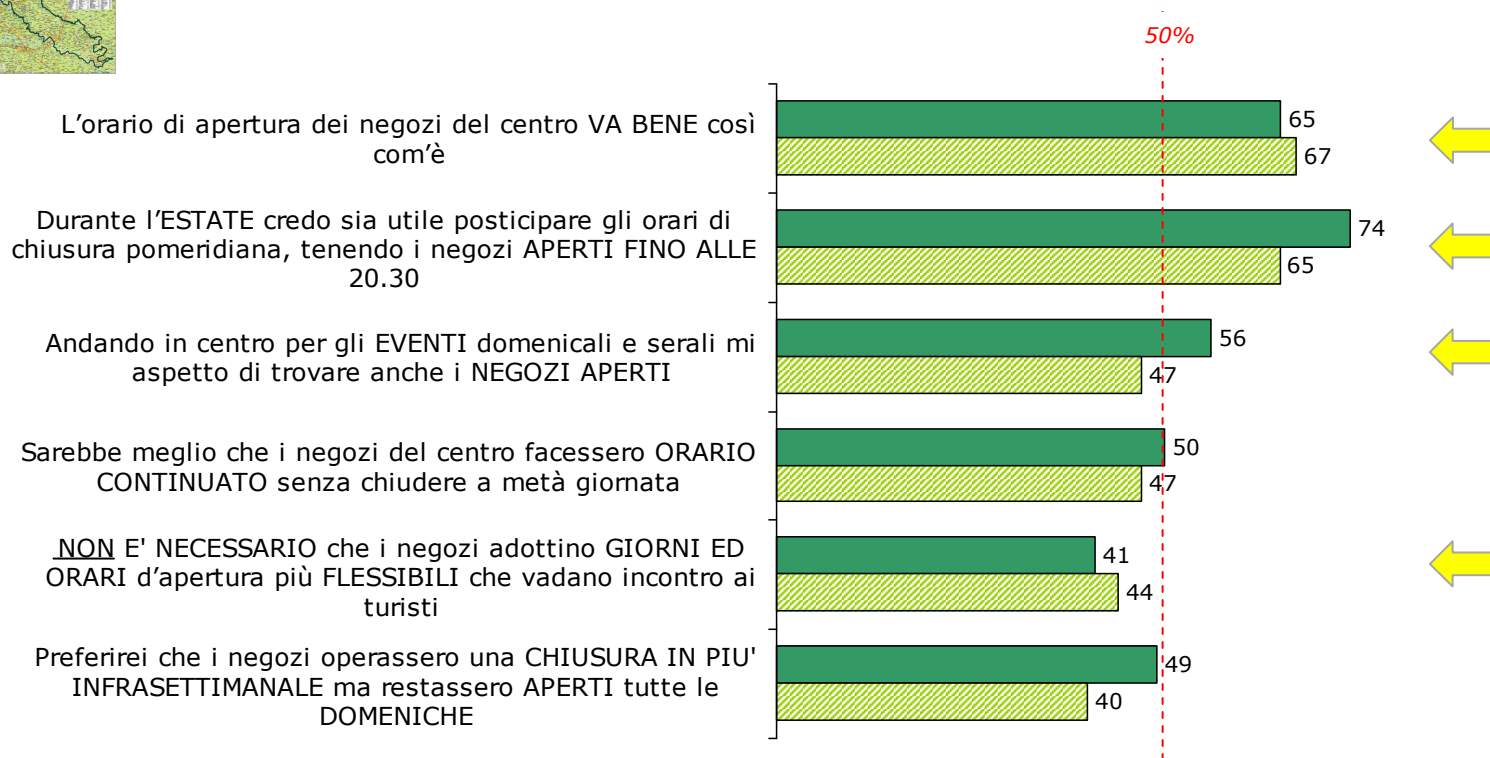 50%
L’orario di apertura dei negozi del centro VA BENE così
com’è
65
67
Durante l’ESTATE credo sia utile posticipare gli orari di
chiusura pomeridiana, tenendo i negozi APERTI FINO ALLE
20.30
74
65
Andando in centro per gli EVENTI domenicali e serali mi
aspetto di trovare anche i NEGOZI APERTI
56
47
Sarebbe meglio che i negozi del centro facessero ORARIO
CONTINUATO senza chiudere a metà giornata
50
47
NON E' NECESSARIO che i negozi adottino GIORNI ED
ORARI d’apertura più FLESSIBILI che vadano incontro ai
turisti
41
44
Preferirei che i negozi operassero una CHIUSURA IN PIU'
INFRASETTIMANALE ma restassero APERTI tutte le
DOMENICHE
49
40